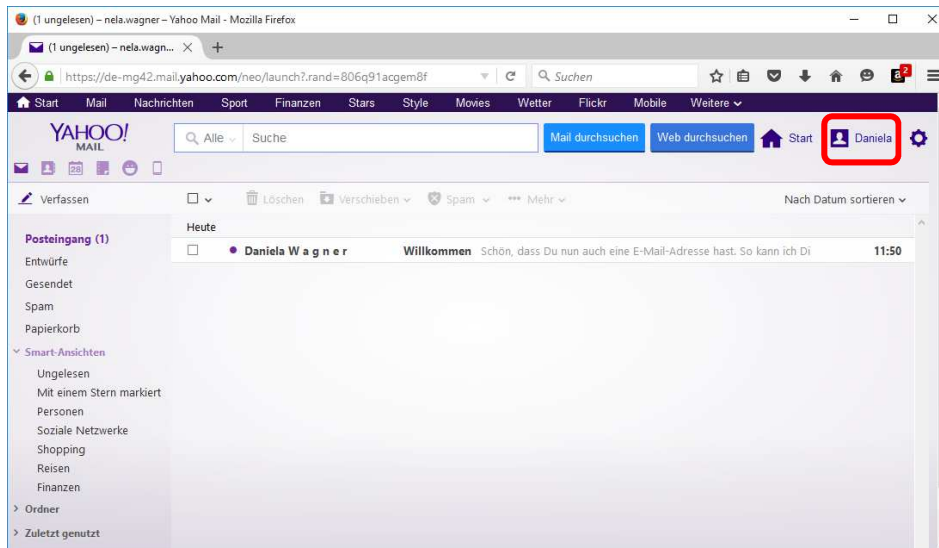 (1 ungelesen) – nela.wagner – Yahoo Mail - Mozilla Firefox
(1 ungelesen) – nela.wagn...
https://de-mg42.mail.yahoo.com/neo/launch?.rand=806q91acgem8f Suchen 2
Start Mail Nachrichten Sport Finanzen Stars Style Movies Wetter Flickr Mobile Weitere
YAHOO!
MAIL
Alle Suche Mail durchsuchen Web durchsuchen Start Daniela
28
Verfassen Löschen Verschieben Spam Mehr Nach Datum sortieren
Heute
Daniela W a g n e r Willkommen Schön, dass Du nun auch eine E-Mail-Adresse hast. So kann ich Di 11:50
Posteingang (1)
Entwürfe
Gesendet
Spam
Papierkorb
Smart-Ansichten
Ungelesen
Mit einem Stern markiert
Personen
Soziale Netzwerke
Shopping
Reisen
Finanzen
Ordner
Zuletzt genutzt